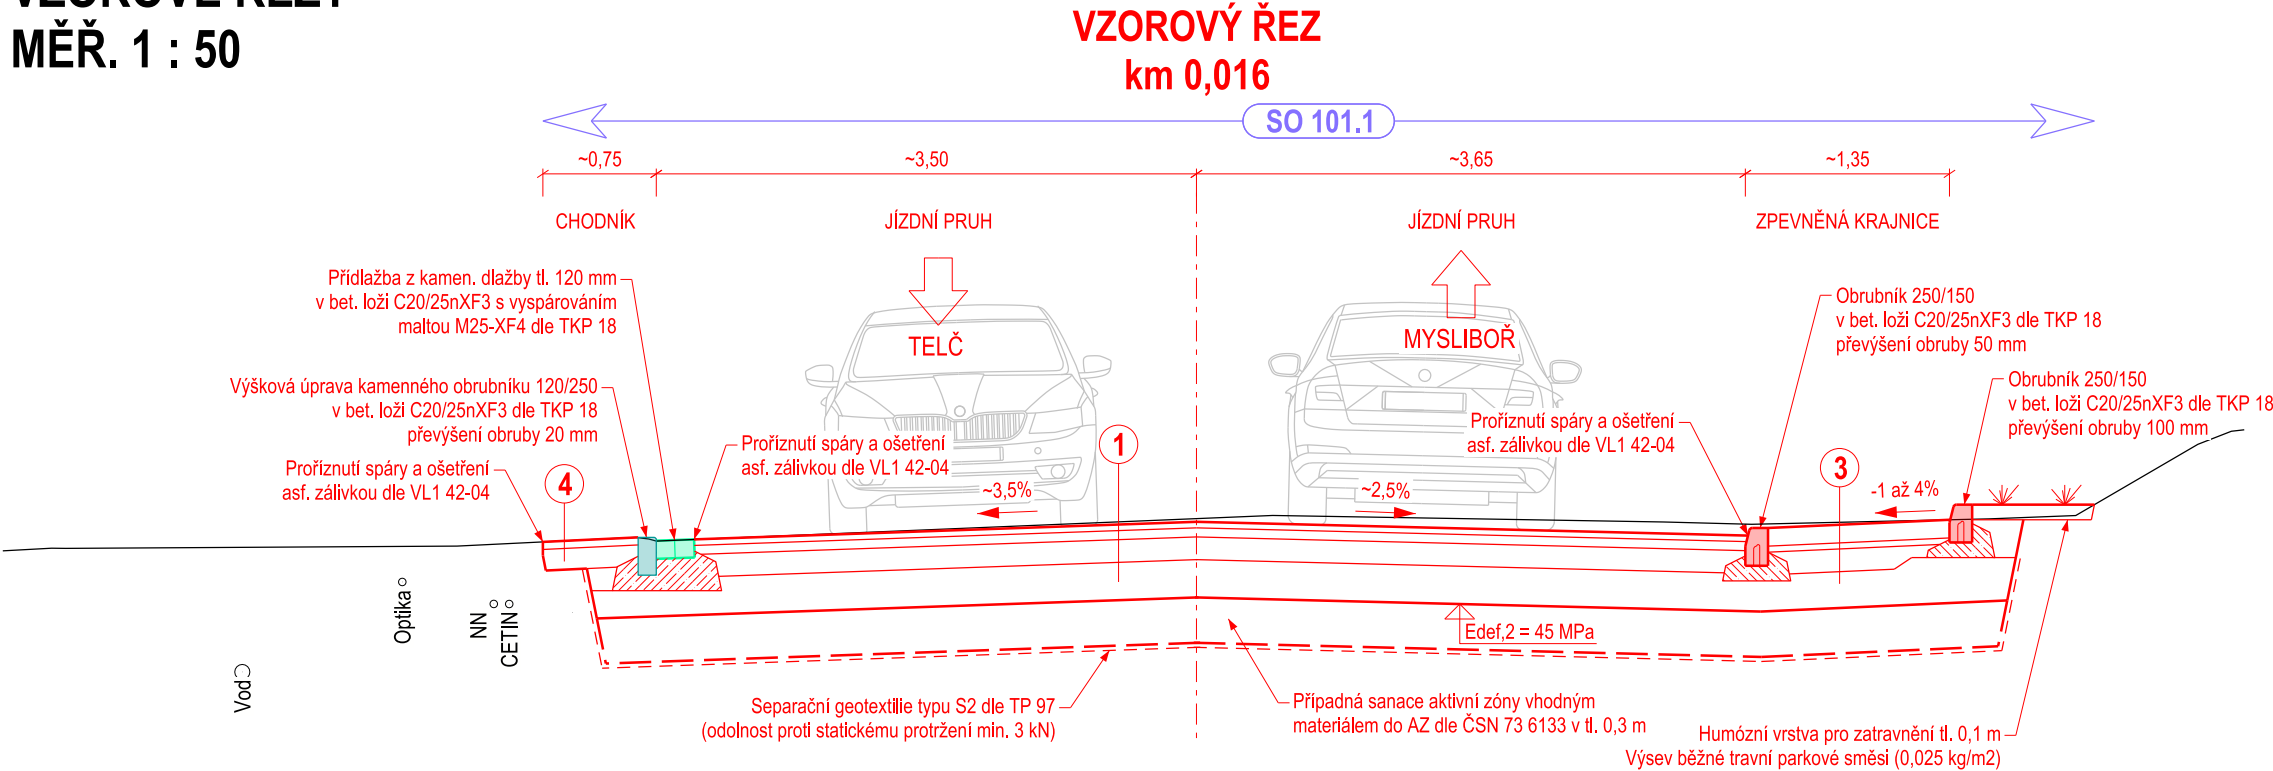 MĚŘ. 1 : 50
VZOROVÝ ŘEZ
km 0,016
SO 101.1
~0,75
~3,50
~3,65
~1,35
CHODNÍK
JÍZDNÍ PRUH
JÍZDNÍ PRUH
ZPEVNĚNÁ KRAJNICE
Přídlažba z kamen. dlažby tl. 120 mm
v bet. loži C20/25nXF3 s vyspárováním
maltou M25-XF4 dle TKP 18
Výšková úprava kamenného obrubníku 120/250
v bet. loži C20/25nXF3 dle TKP 18
převýšení obruby 20 mm
Proříznutí spáry a ošetření
asf. zálivkou dle VL1 42-04
4
TELČ
Proříznutí spáry a ošetření
asf. zálivkou dle VL1 42-04
1
~3,5%
MYSLIBOŘ
~2,5%
Proříznutí spáry a ošetření
asf. zálivkou dle VL1 42-04
Obrubník 250/150
v bet. loži C20/25nXF3 dle TKP 18
převýšení obruby 50 mm
Obrubník 250/150
v bet. loži C20/25nXF3 dle TKP 18
převýšení obruby 100 mm
3
-1 až 4%
Optika
NN
CETIN
Vod
Edef,2 = 45 MPa
Separační geotextilie typu S2 dle TP 97
(odolnost proti statickému protržení min. 3 kN)
Případná sanace aktivní zóny vhodným
materiálem do AZ dle ČSN 73 6133 v tl. 0,3 m
Humózní vrstva pro zatravnění tl. 0,1 m
Výsev běžné travní parkové směsi (0,025 kg/m2)